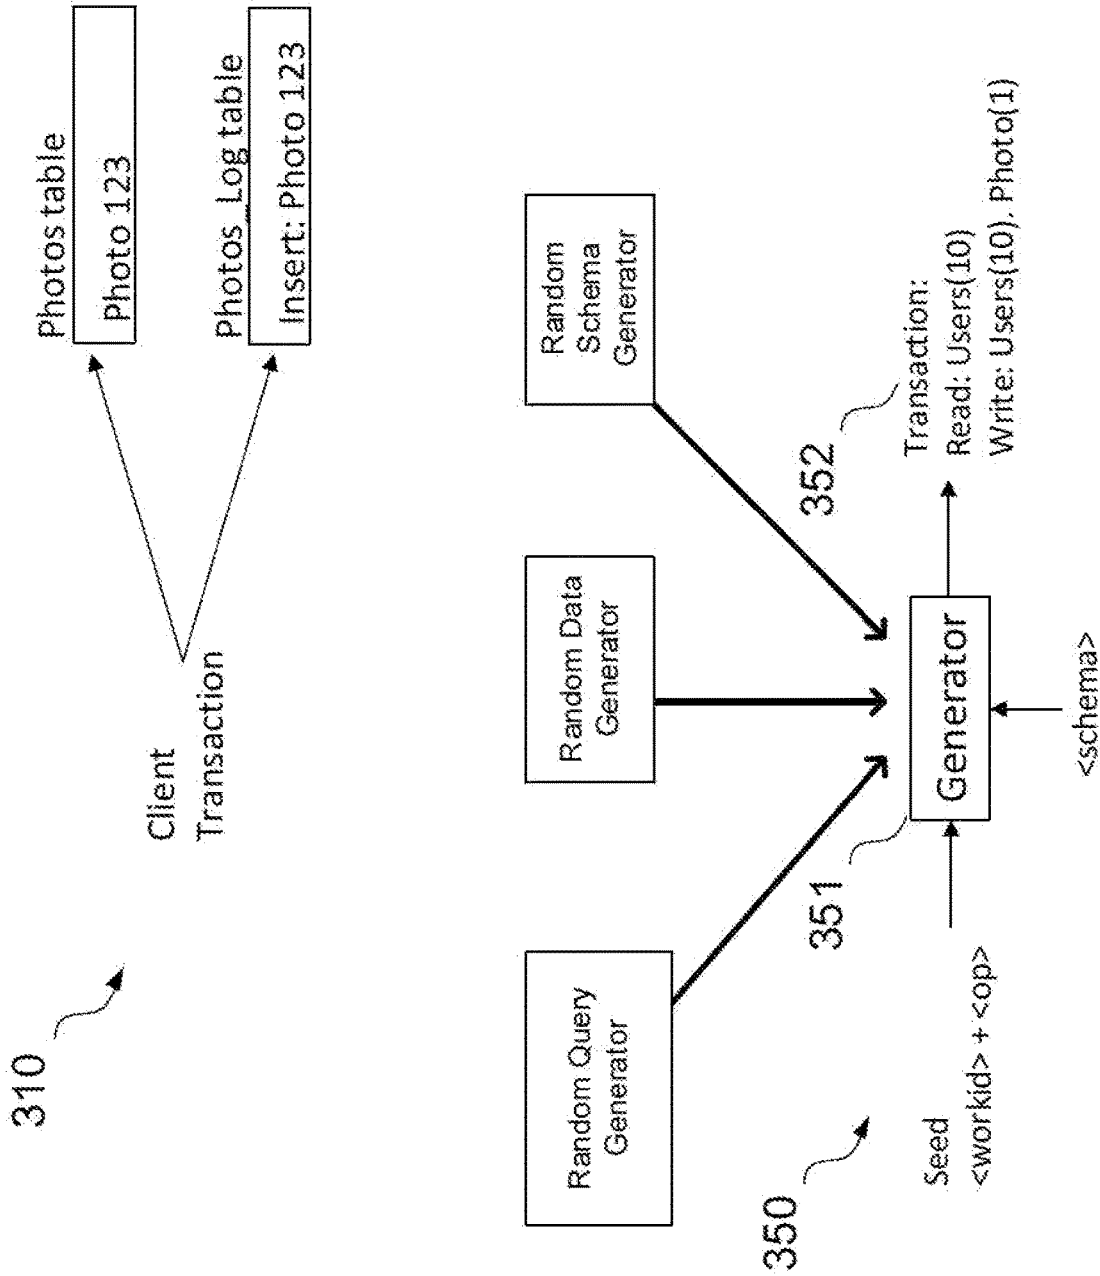 310
Client
Transaction
Photos table
Photo 123
Photos_Log table
Insert: Photo 123
350
Random Query
Generator
Random Data
Generator
Random
Schema
Generator
351
352
Seed
<workid> + <op>
Generator
<schema>
Transaction:
Read: Users(10)
Write: Users(10). Photo(1)